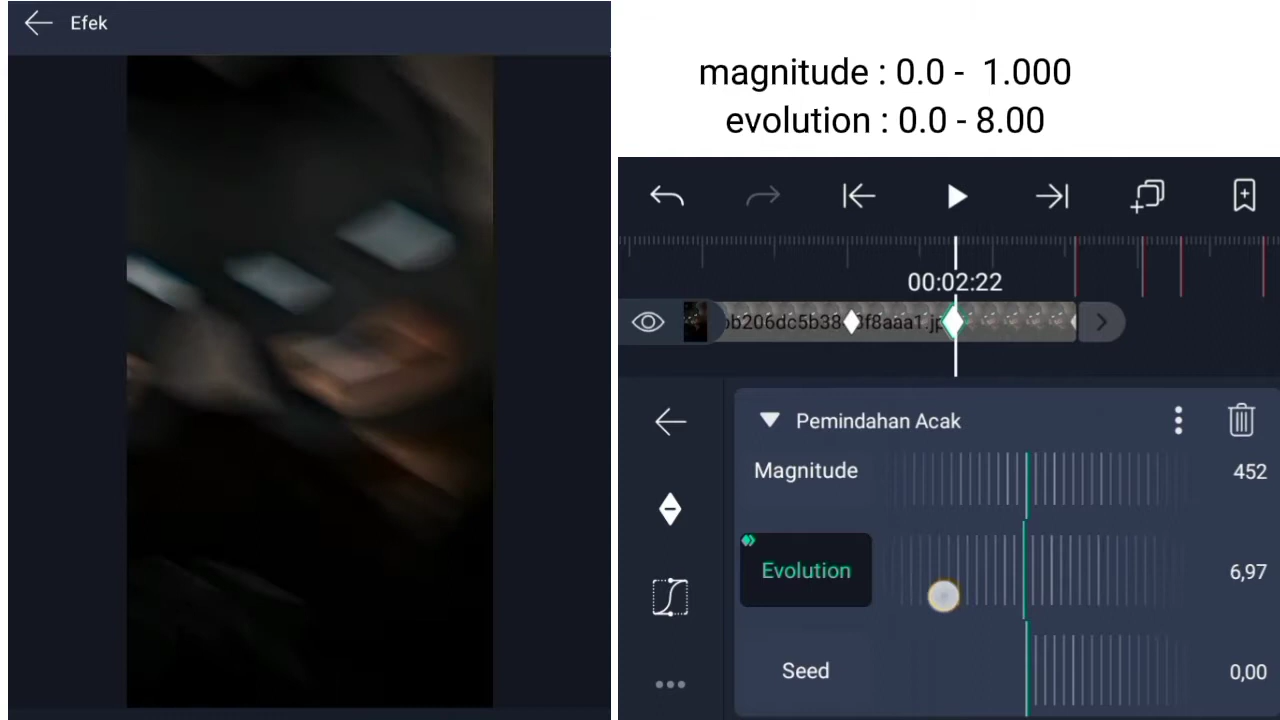 Efek
magnitude : 0.0 - 1.000
evolution : 0.0 - 8.00
00:02:22
Pemindahan Acak
Magnitude 452
Evolution 6,97
Seed 0,00